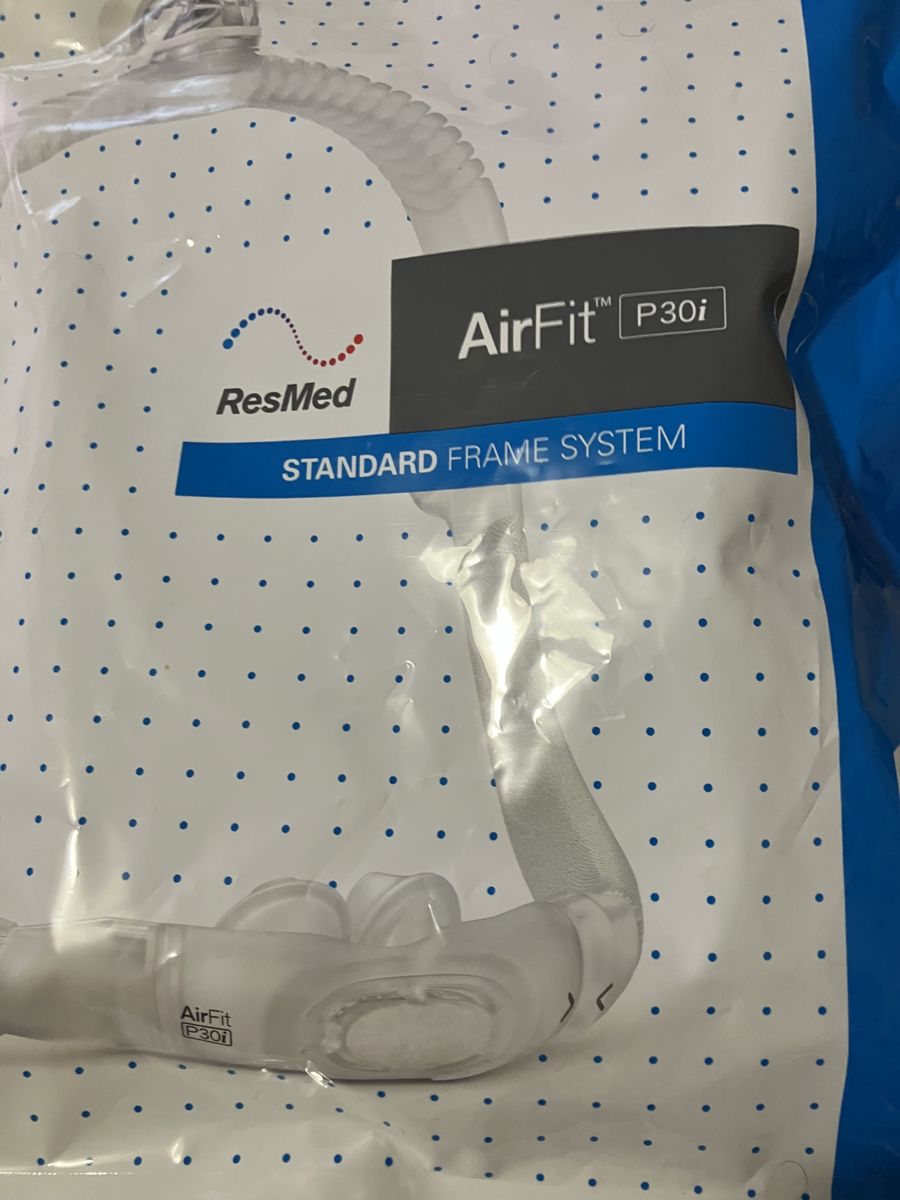 AirFit™ P30i
ResMed
STANDARD FRAME SYSTEM
AirFit
P30i